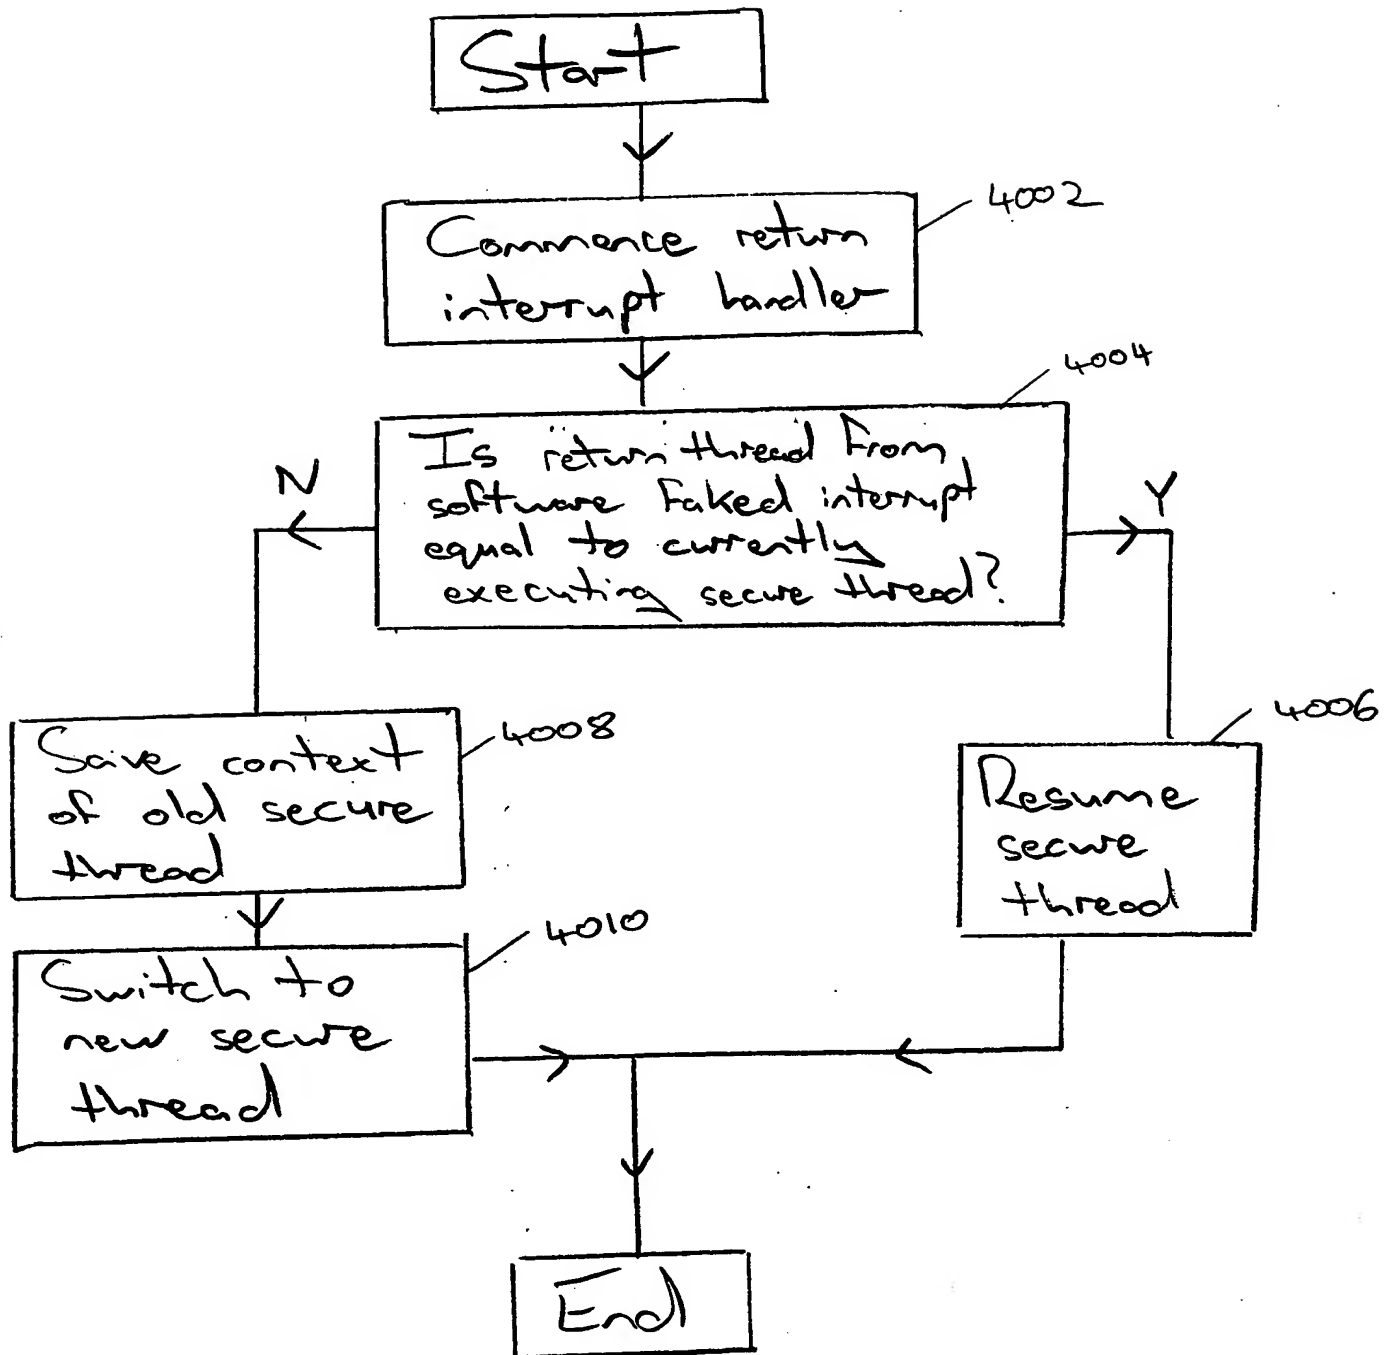 Start
4002
Commence return
interrupt handler
4004
Is "return thread" from
software faked interrupt
equal to currently
executing secure thread?
N
Y
4008
Save context
of old secure
thread
4006
Resume
secure
thread
4010
Switch to
new secure
thread
End